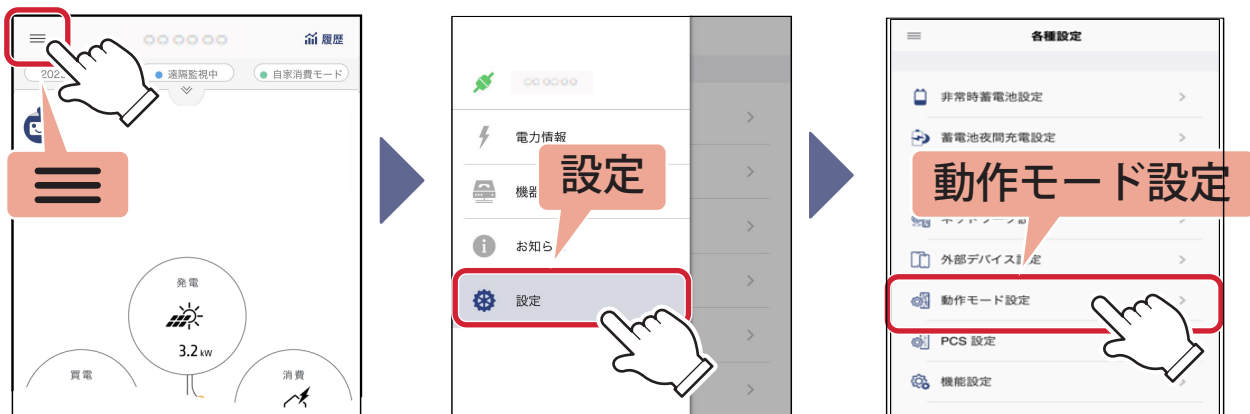 履歴
遠隔監視中
自家消費モード
発電
3.2 kW
買電
消費
電力情報
設定
お知ら
設定
各種設定
非常時蓄電池設定
蓄電池夜間充電設定
動作モード設定
外部デバイス設定
動作モード設定
PCS 設定
機能設定